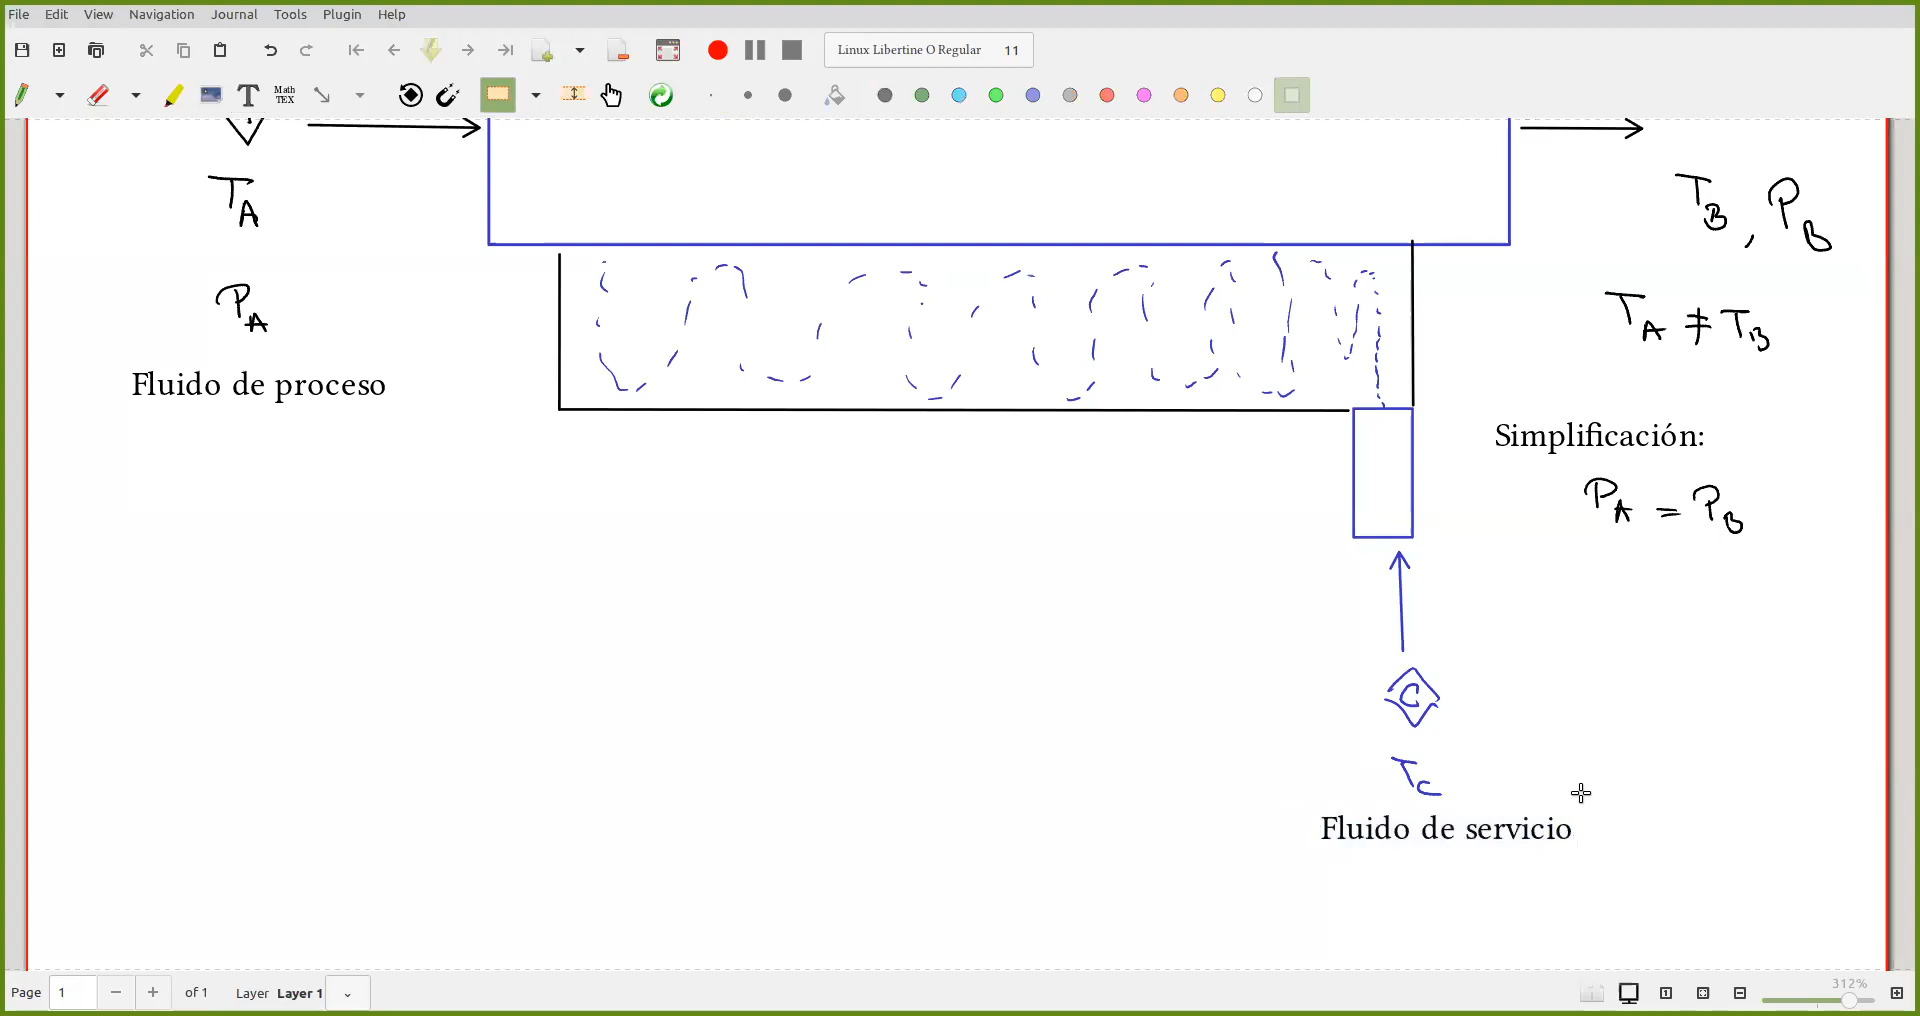 File Edit View Navigation Journal Tools Plugin Help
Linux Libertine O Regular 11
Math TEX
T_A
P_A
Fluido de proceso
T_B, P_B
T_A ≠ T_B
Simplificación:
P_A = P_B
C
T_C
Fluido de servicio
Page 1 of 1 Layer Layer 1
312%